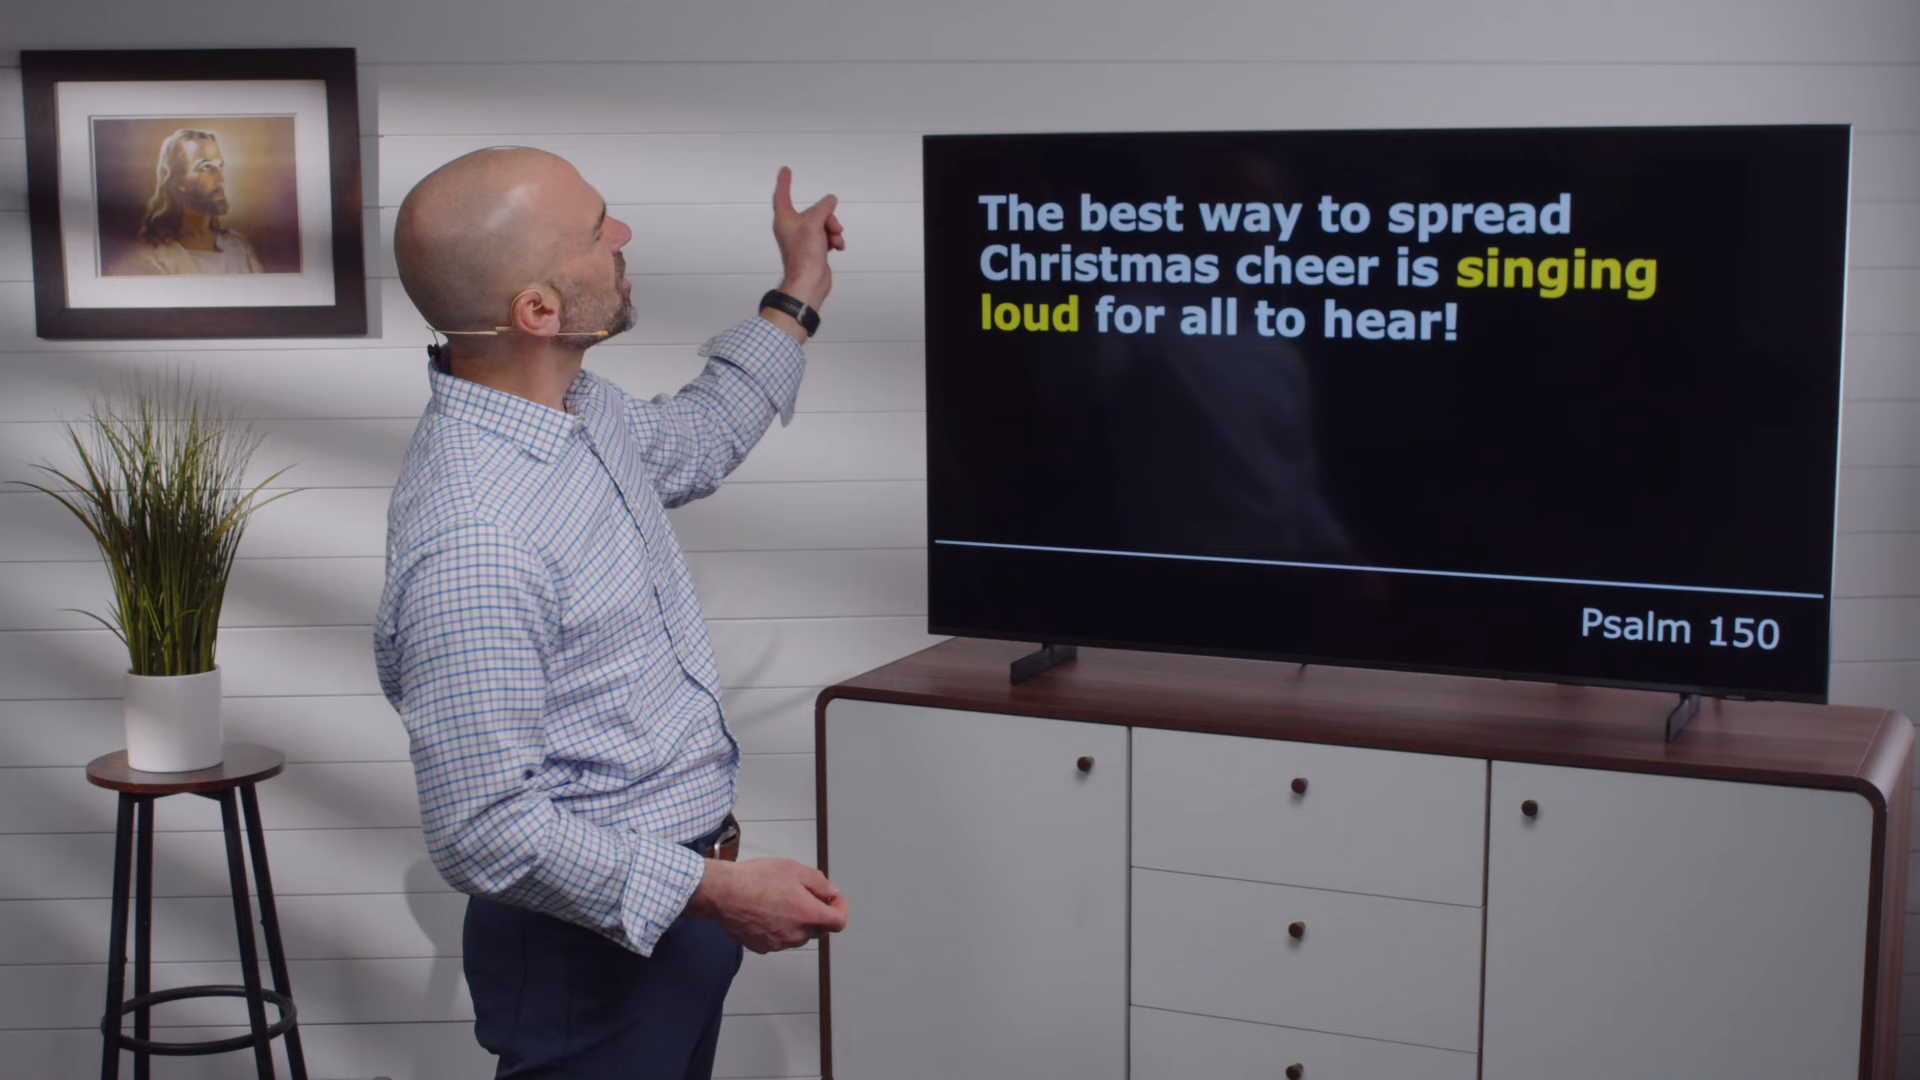 The best way to spread
Christmas cheer is singing
loud for all to hear!
Psalm 150